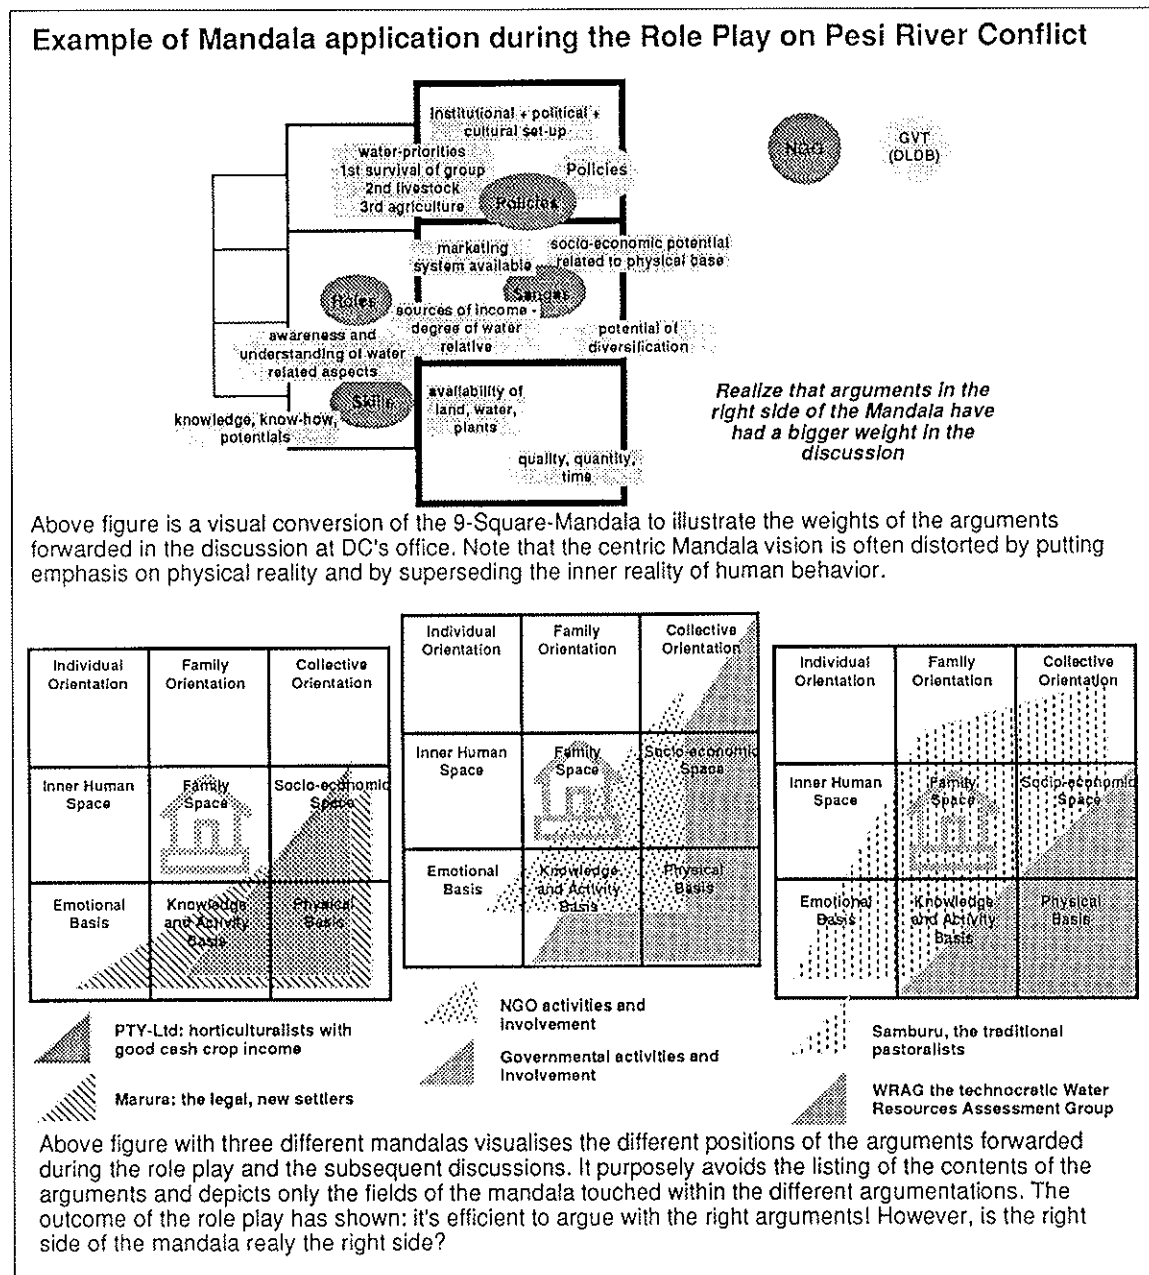 Example of Mandala application during the Role Play on Pesi River Conflict
Institutional + political +
cultural set-up
water-priorities
1st survival of group
2nd livestock
3rd agriculture
Policies
Policies
NGO
GVT
(DLDB)
marketing
system available
socio-economic potential
related to physical base
Roles
sources of income -
degree of water
relative
potential of
diversification
awareness and
understanding of water
related aspects
Skills
knowledge, know-how,
potentials
availability of
land, water,
plants
quality, quantity,
time
Realize that arguments in the
right side of the Mandala have
had a bigger weight in the
discussion
Above figure is a visual conversion of the 9-Square-Mandala to illustrate the weights of the arguments
forwarded in the discussion at DC's office. Note that the centric Mandala vision is often distorted by putting
emphasis on physical reality and by superseding the inner reality of human behavior.
Individual
Orientation
Family
Orientation
Collective
Orientation
Inner Human
Space
Family
Space
Socio-economic
Space
Emotional
Basis
Knowledge
and Activity
Basis
Physical
Basis
PTY-Ltd: horticulturalists with
good cash crop income
Marura: the legal, new settlers
Individual
Orientation
Family
Orientation
Collective
Orientation
Inner Human
Space
Family
Space
Socio-economic
Space
Emotional
Basis
Knowledge
and Activity
Basis
Physical
Basis
NGO activities and
involvement
Governmental activities and
Involvement
Individual
Orientation
Family
Orientation
Collective
Orientation
Inner Human
Space
Family
Space
Socio-economic
Space
Emotional
Basis
Knowledge
and Activity
Basis
Physical
Basis
Samburu, the traditional
pastoralists
WRAG the technocratic Water
Resources Assessment Group
Above figure with three different mandalas visualises the different positions of the arguments forwarded
during the role play and the subsequent discussions. It purposely avoids the listing of the contents of the
arguments and depicts only the fields of the mandala touched within the different argumentations. The
outcome of the role play has shown: it's efficient to argue with the right arguments! However, is the right
side of the mandala realy the right side?